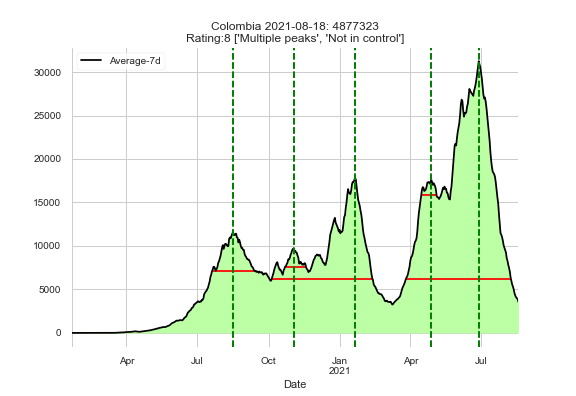 Colombia 2021-08-18: 4877323
Rating:8 ['Multiple peaks', 'Not in control']
Average-7d
30000
25000
20000
15000
10000
5000
0
Apr
Jul
Oct
Jan
2021
Apr
Jul
Date